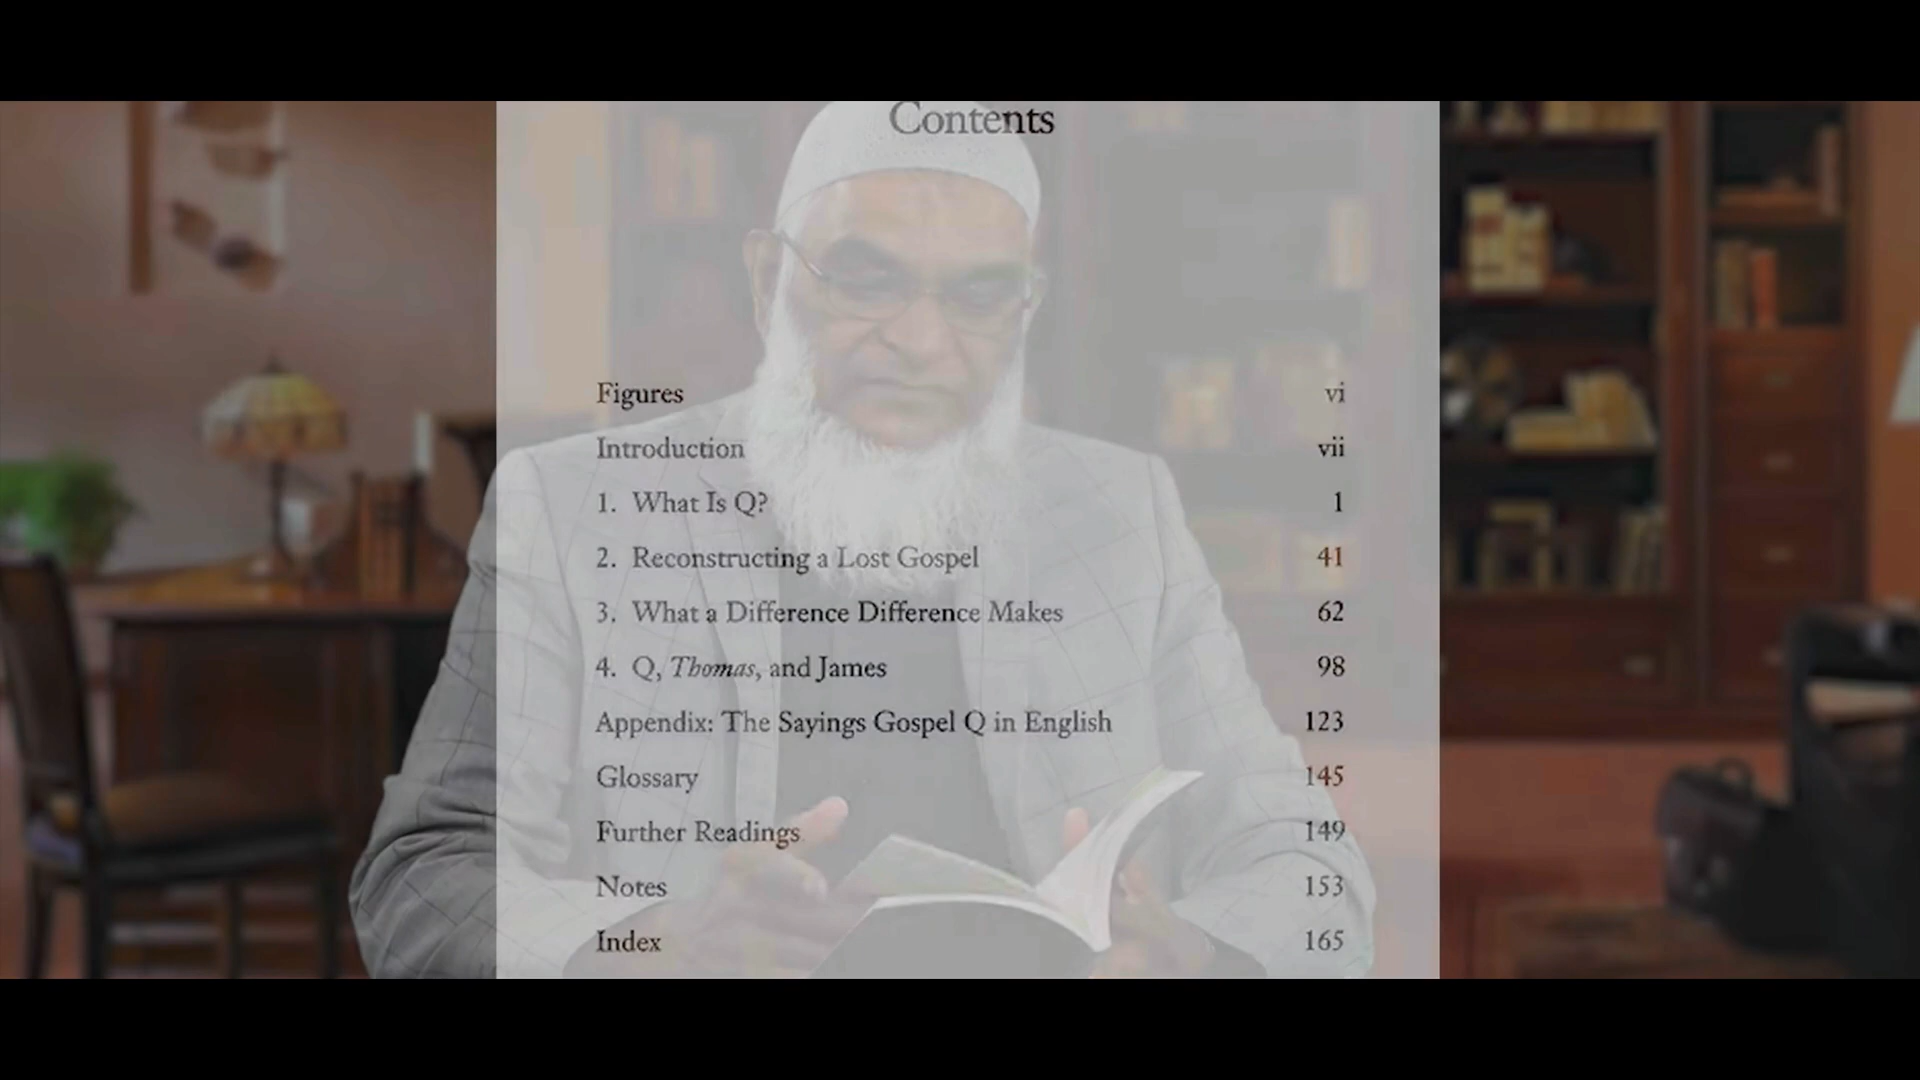 Contents
Figures vi
Introduction vii
1. What Is Q? 1
2. Reconstructing a Lost Gospel 41
3. What a Difference Difference Makes 62
4. Q, Thomas, and James 98
Appendix: The Sayings Gospel Q in English 123
Glossary 145
Further Readings 149
Notes 153
Index 165